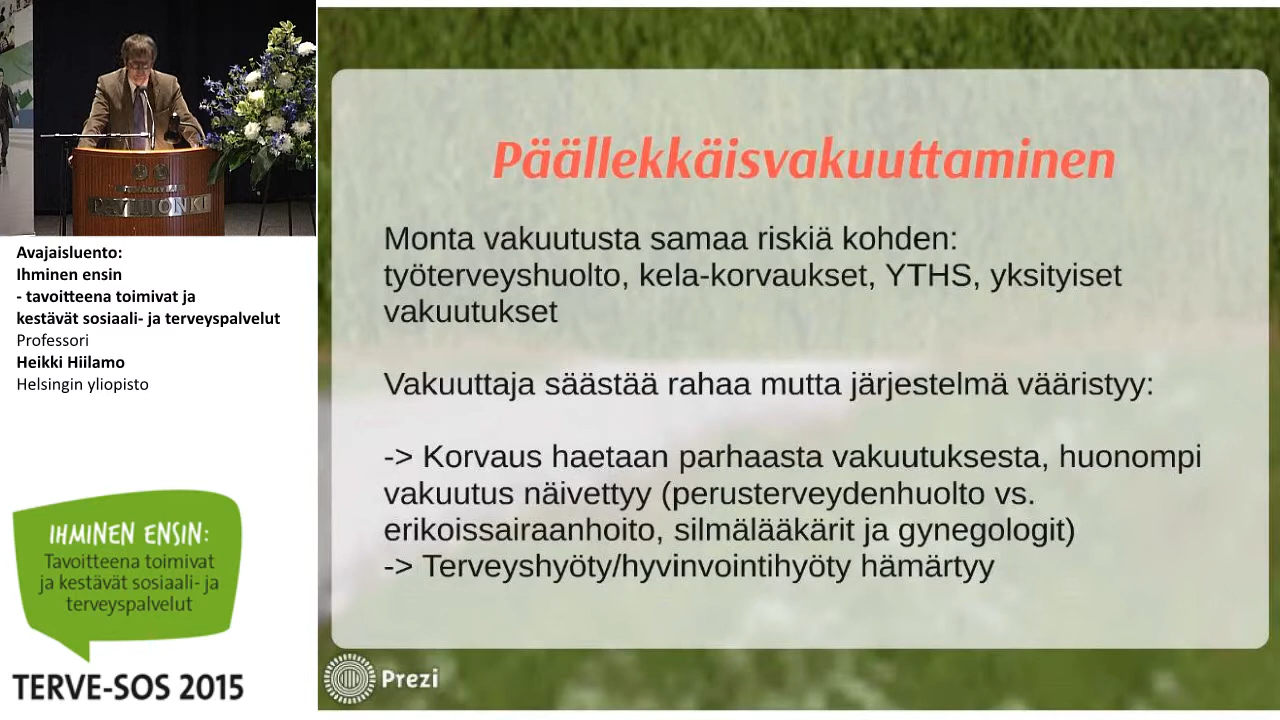 PAVILJONKI
Avajaisluento:
Ihminen ensin
- tavoitteena toimivat ja
kestävät sosiaali- ja terveyspalvelut
Professori
Heikki Hiilamo
Helsingin yliopisto
IHMINEN ENSIN:
Tavoitteena toimivat
ja kestävät sosiaali- ja
terveyspalvelut
TERVE-SOS 2015
Päällekkäisvakuuttaminen
Monta vakuutusta samaa riskiä kohden:
työterveyshuolto, kela-korvaukset, YTHS, yksityiset
vakuutukset
Vakuuttaja säästää rahaa mutta järjestelmä vääristyy:
-> Korvaus haetaan parhaasta vakuutuksesta, huonompi
vakuutus näivettyy (perusterveydenhuolto vs.
erikoissairaanhoito, silmälääkärit ja gynegologit)
-> Terveyshyöty/hyvinvointihyöty hämärtyy
Prezi